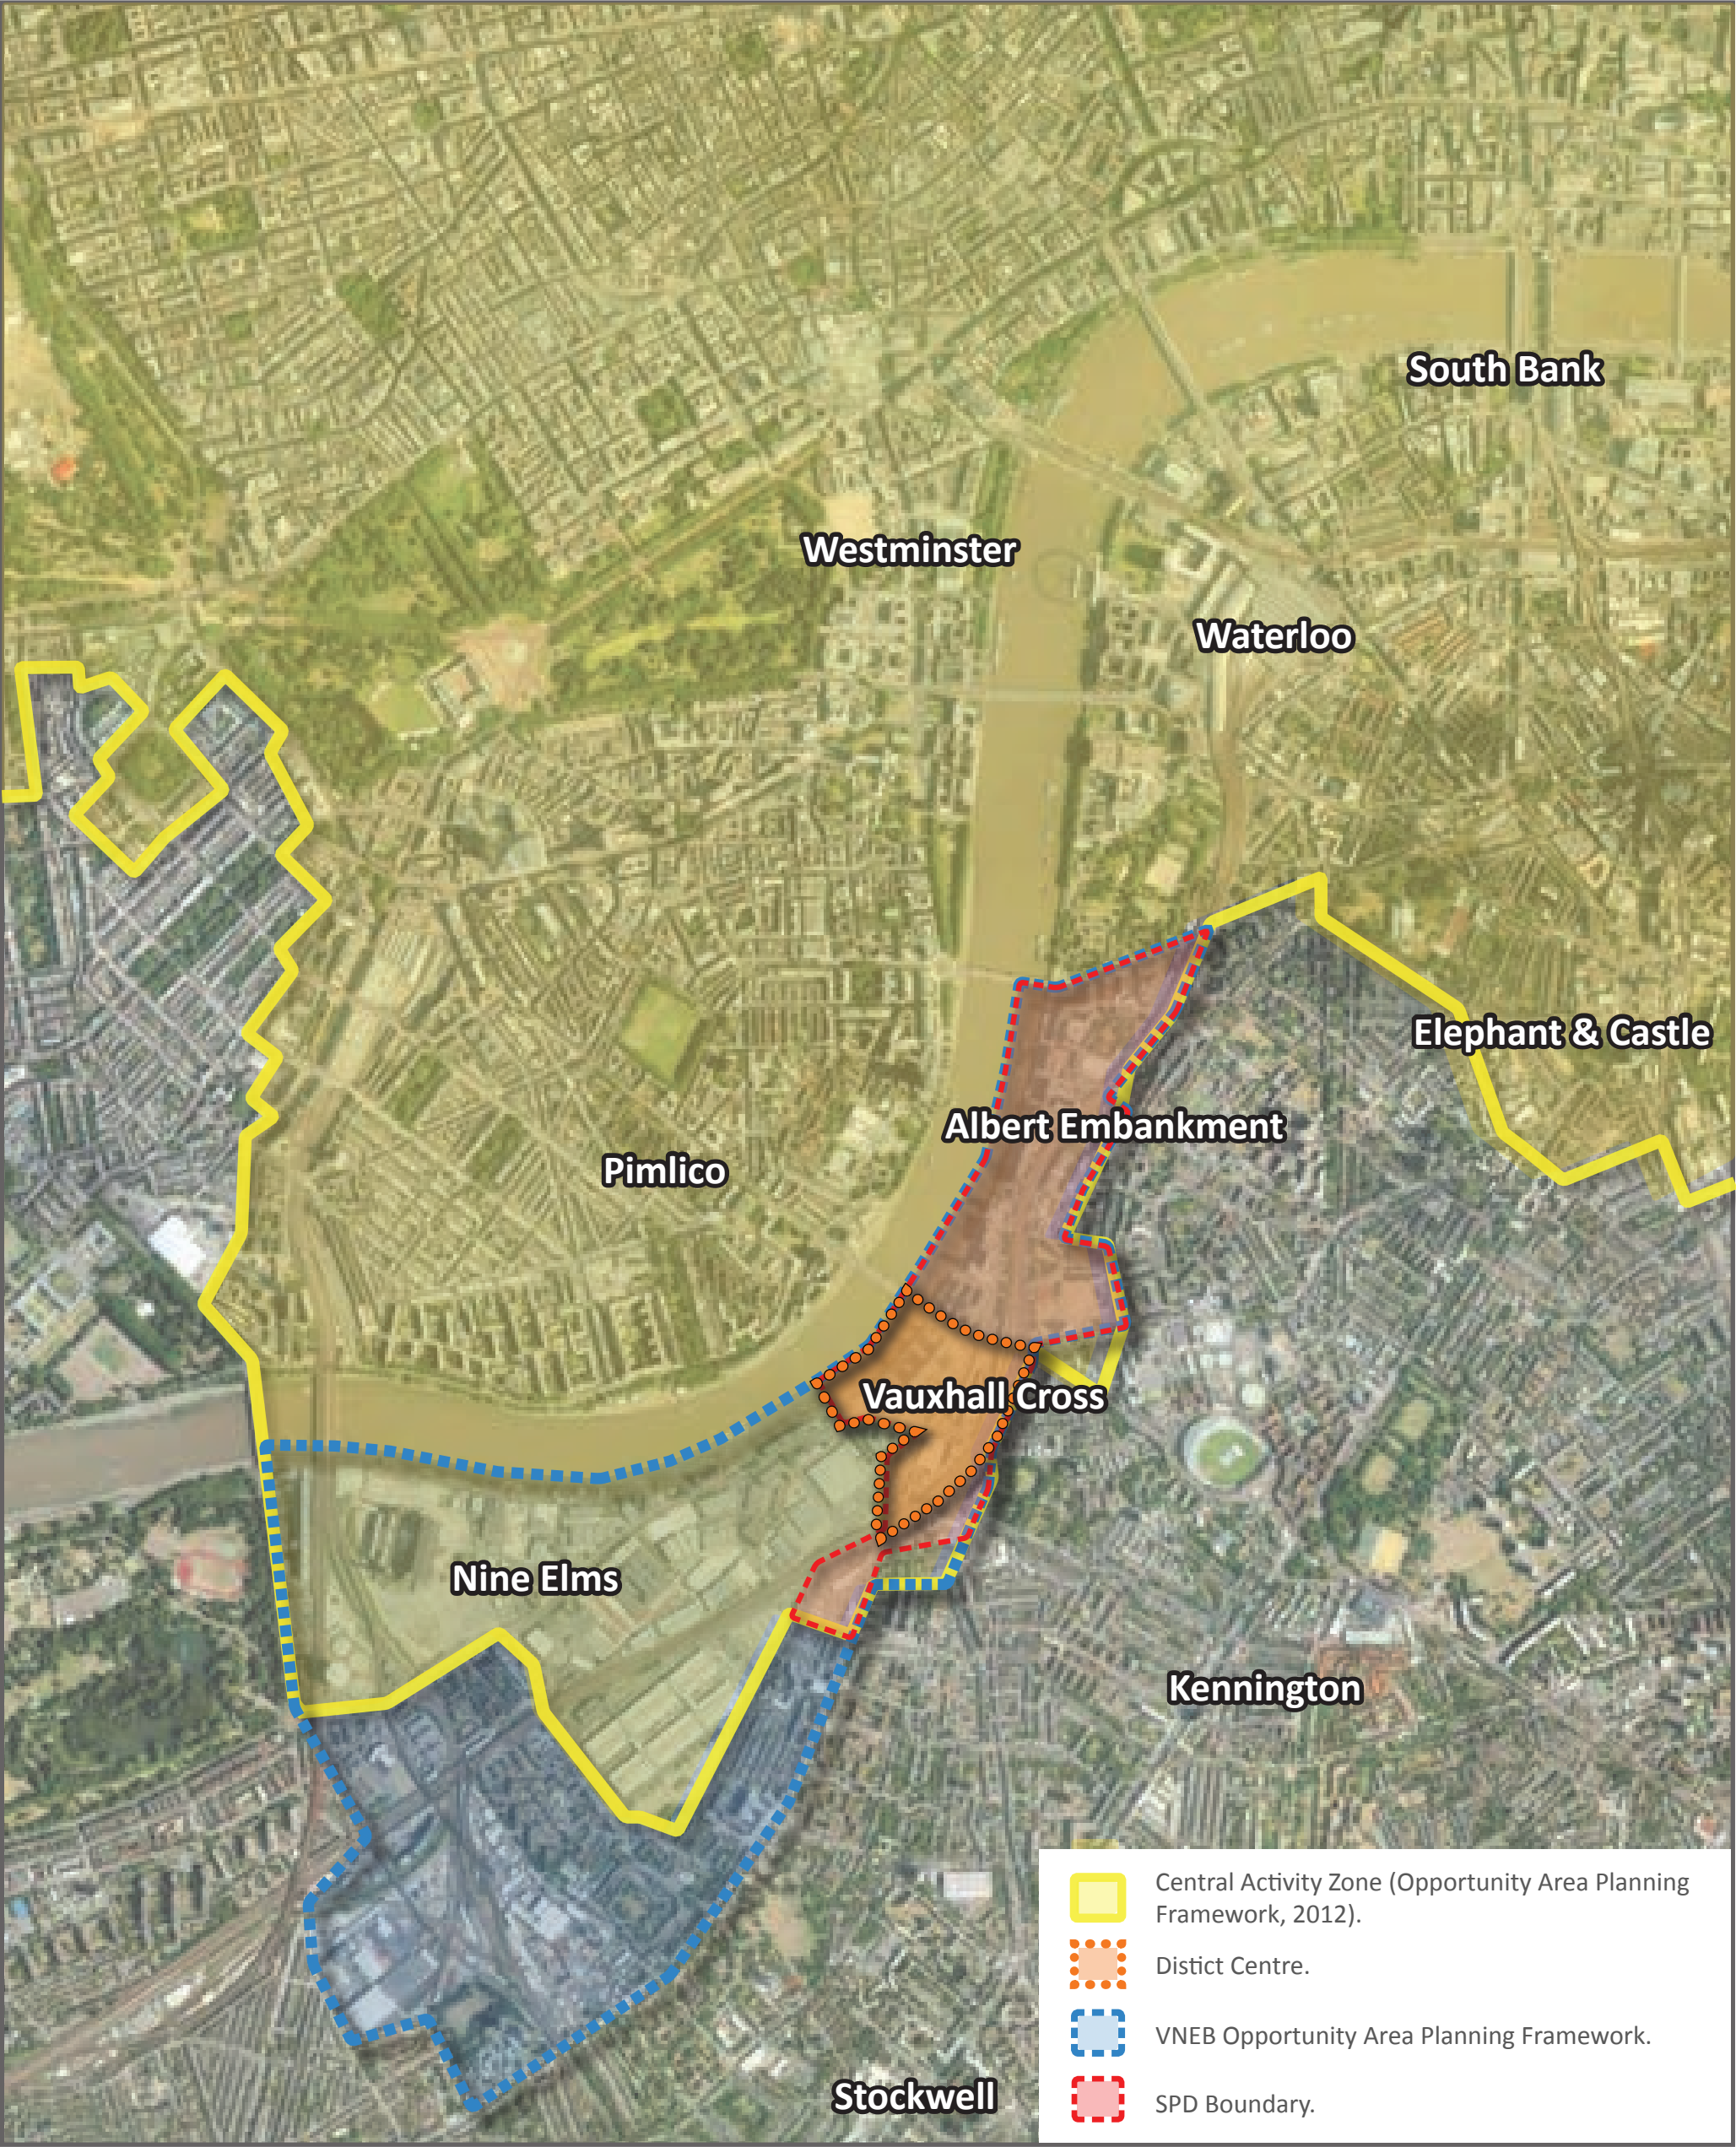 South Bank
Westminster
Waterloo
Elephant & Castle
Albert Embankment
Pimlico
Vauxhall Cross
Nine Elms
Kennington
Stockwell
Central Activity Zone (Opportunity Area Planning
Framework, 2012).
Distict Centre.
VNEB Opportunity Area Planning Framework.
SPD Boundary.